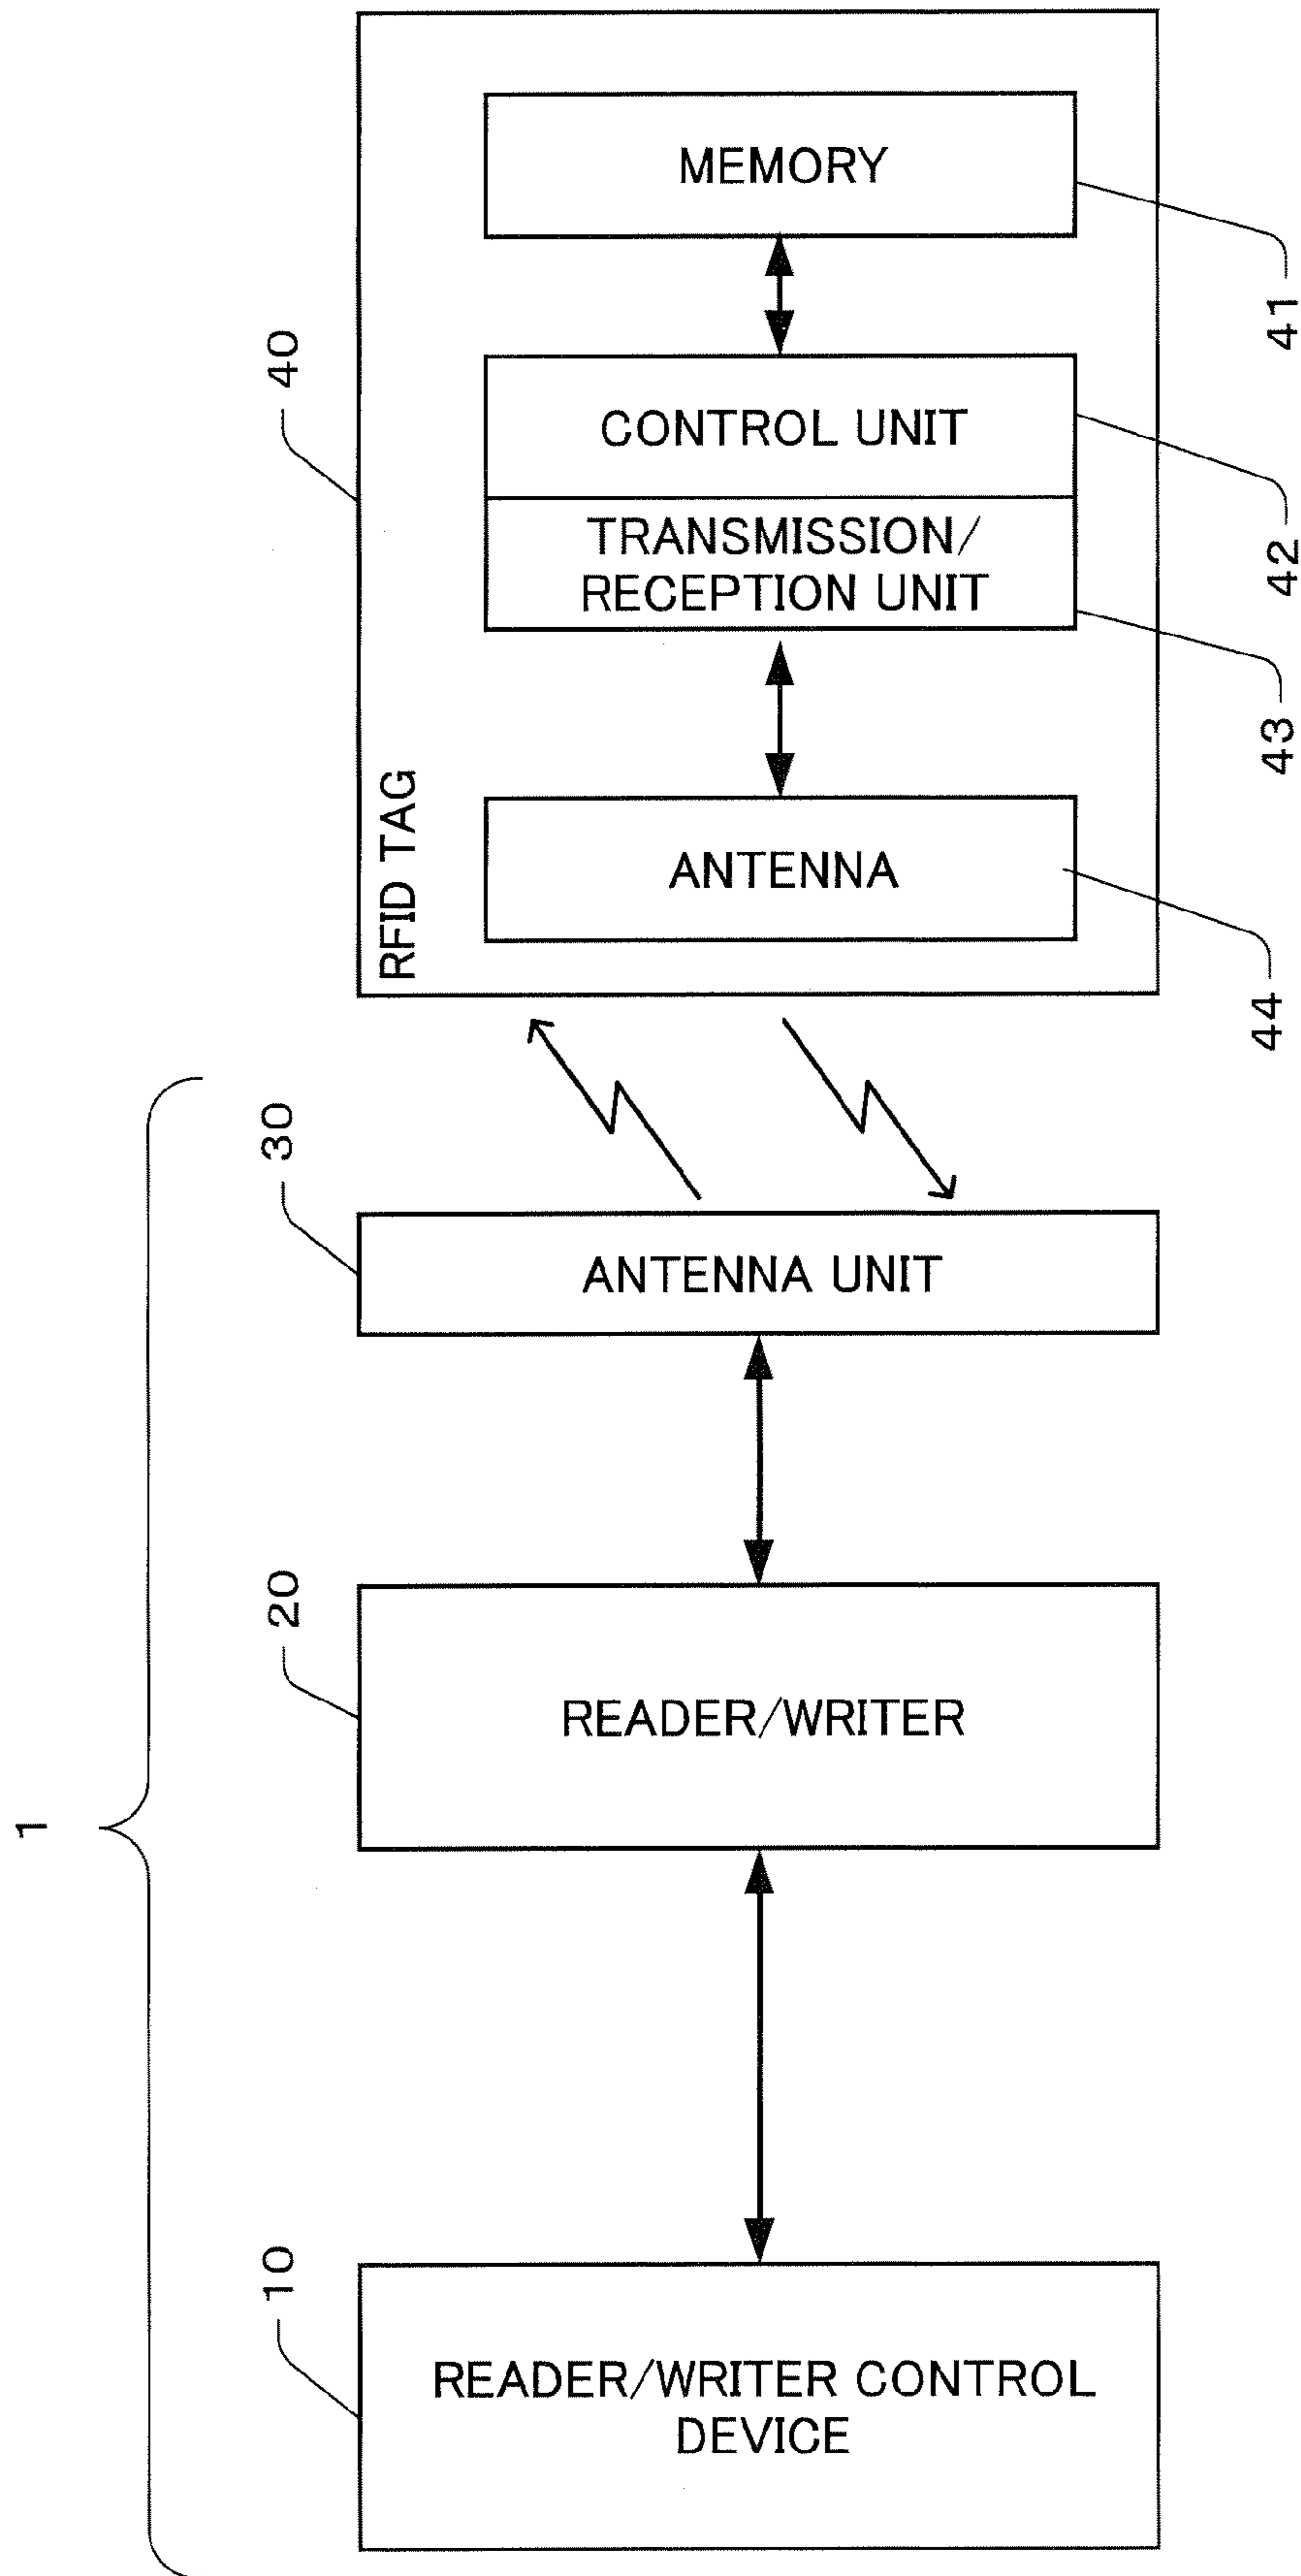 40
MEMORY
41
CONTROL UNIT
42
TRANSMISSION/
RECEPTION UNIT
43
RFID TAG
ANTENNA
44
1
30
ANTENNA UNIT
20
READER/WRITER
10
READER/WRITER CONTROL
DEVICE